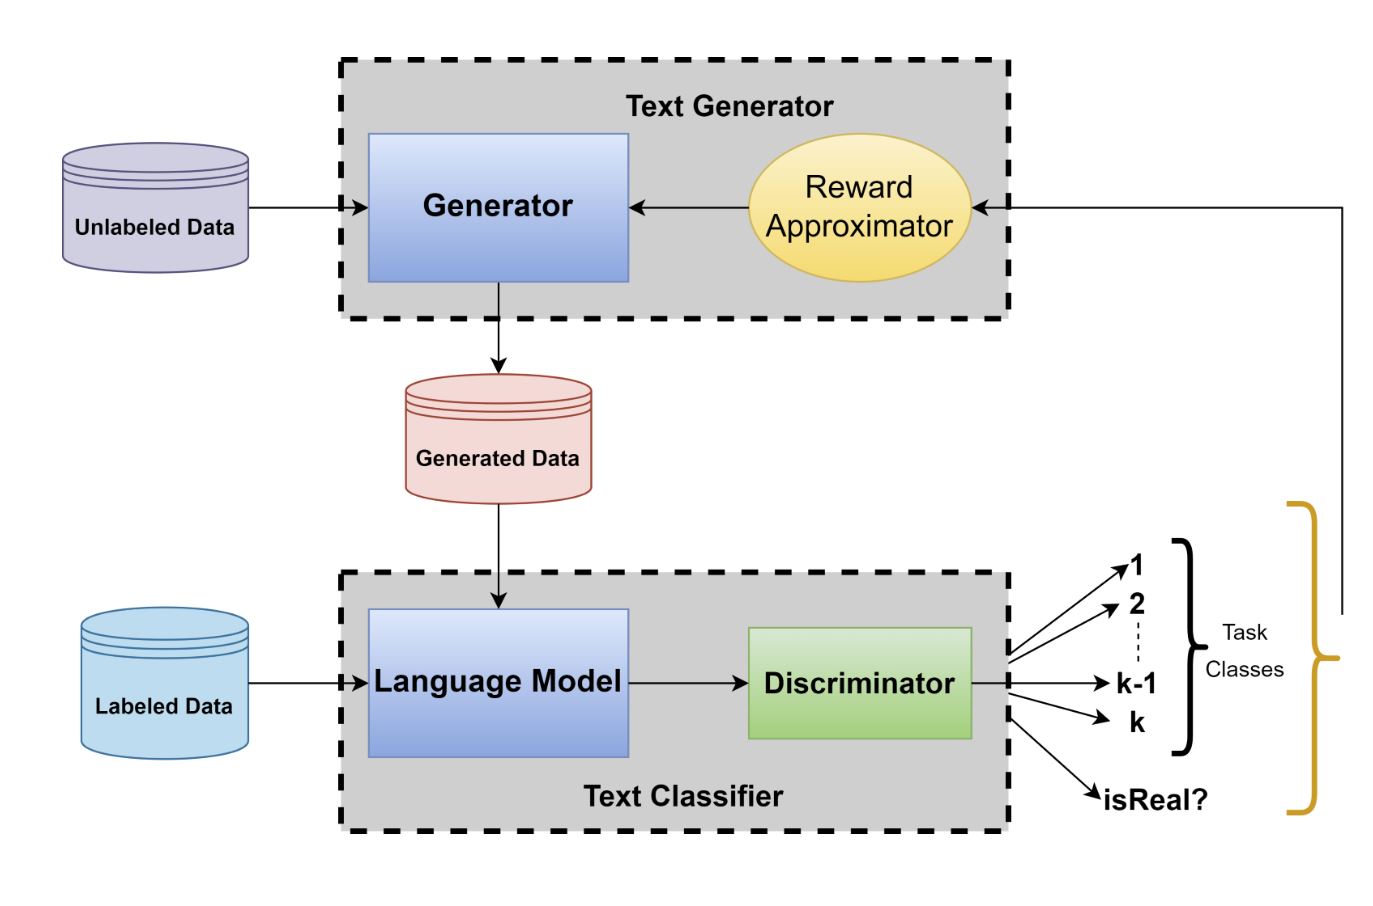 Text Generator
Unlabeled Data
Generator
Reward
Approximator
Generated Data
1
2
Task
Classes
k-1
k
Labeled Data
Language Model
Discriminator
Text Classifier
isReal?